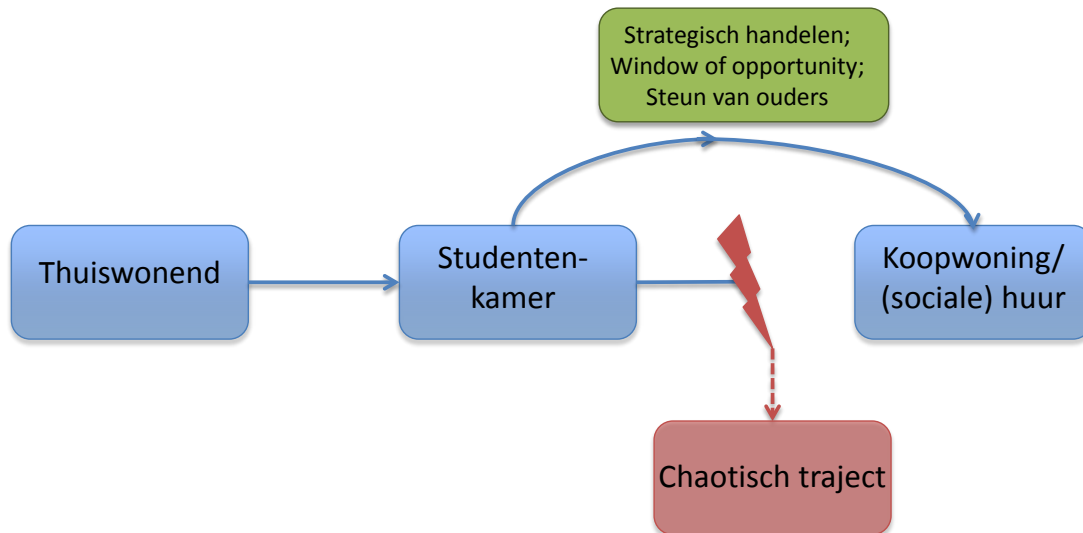 Strategisch handelen;
Window of opportunity;
Steun van ouders
Thuiswonend
Studenten-
kamer
Koopwoning/
(sociale) huur
Chaotisch traject